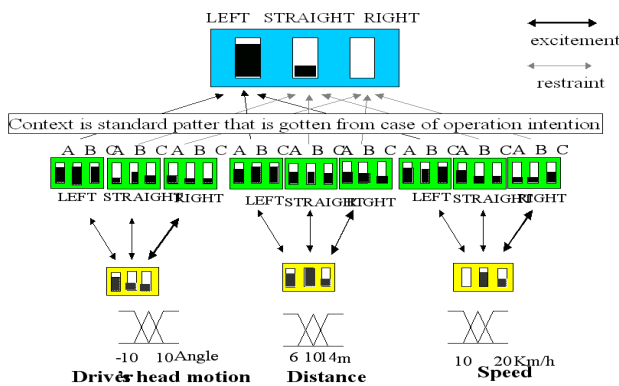 LEFT STRAIGHT RIGHT
excitement
restraint
Context is standard patter that is gotten from case of operation intention
A B C A B C A B C A B C A B C A B C A B C A B C A B C
LEFT STRAIGHT RIGHT LEFT STRAIGHT RIGHT LEFT STRAIGHT RIGHT
-10 10 Angle 6 10 14m 10 20 Km/h
Driver's head motion Distance Speed